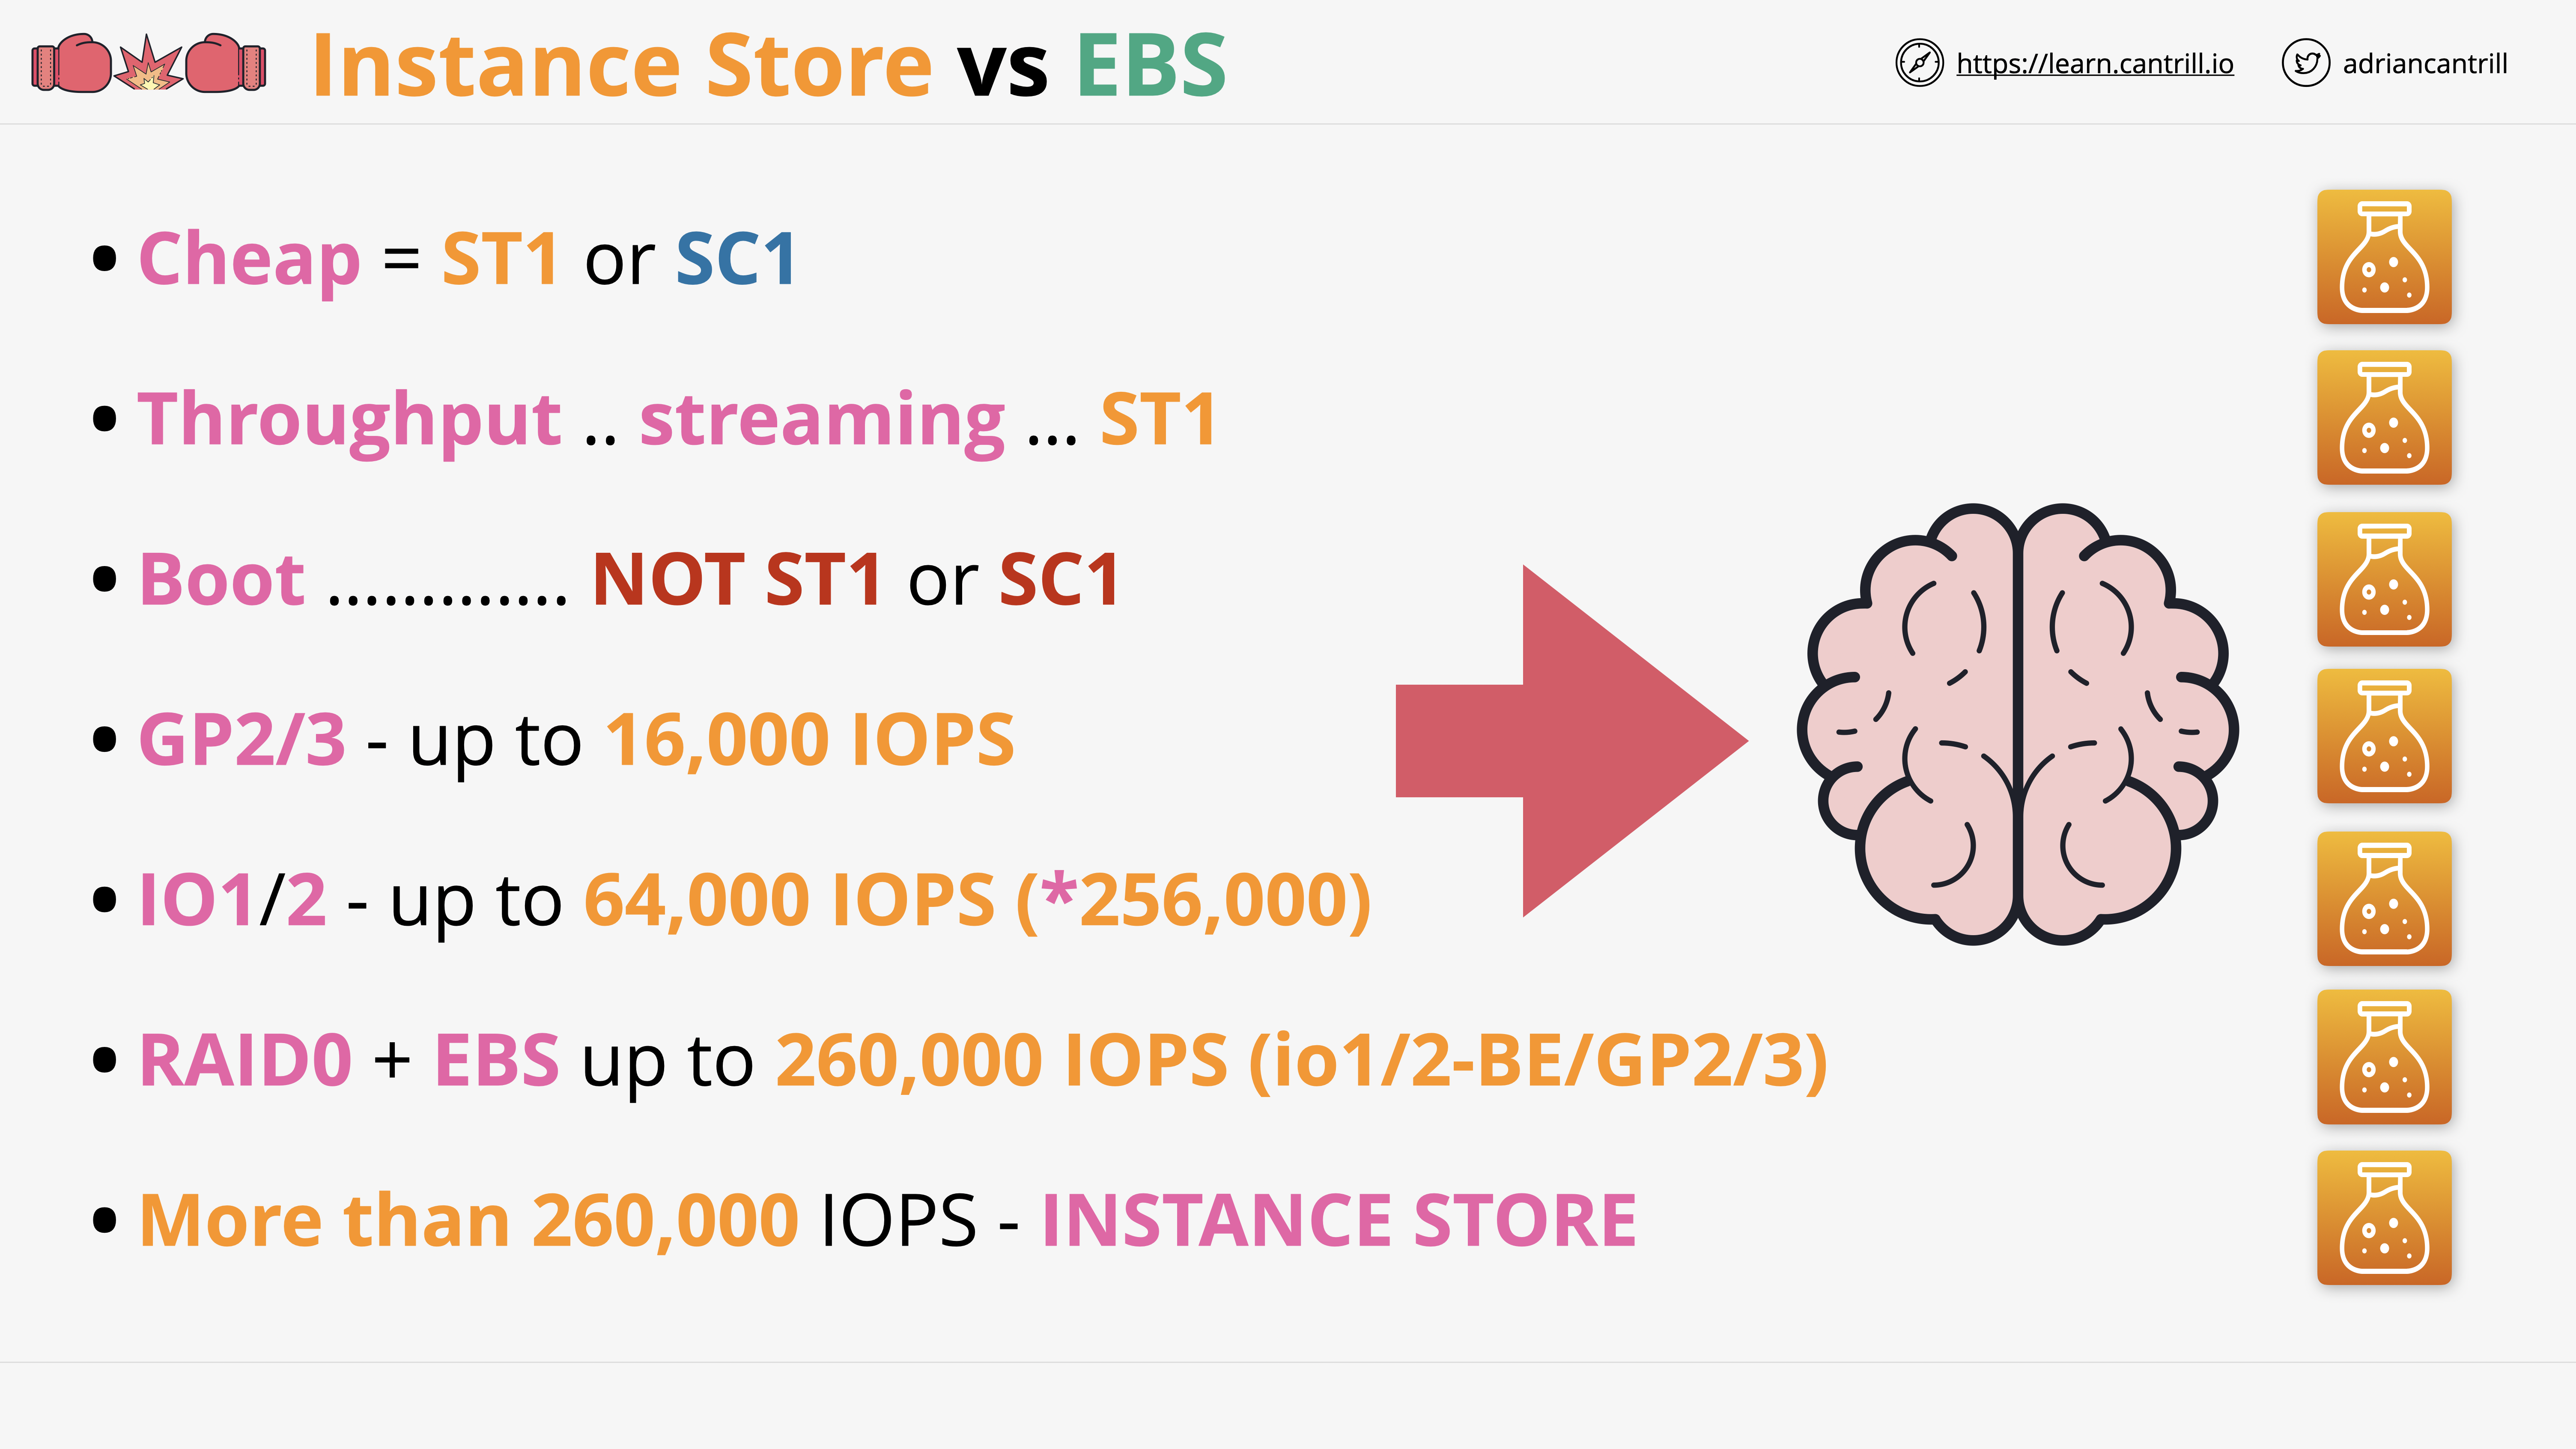 Instance Store vs EBS
https://learn.cantrill.io
adriancantrill
• Cheap = ST1 or SC1
• Throughput .. streaming ... ST1
• Boot ............. NOT ST1 or SC1
• GP2/3 - up to 16,000 IOPS
• IO1/2 - up to 64,000 IOPS (*256,000)
• RAID0 + EBS up to 260,000 IOPS (io1/2-BE/GP2/3)
• More than 260,000 IOPS - INSTANCE STORE